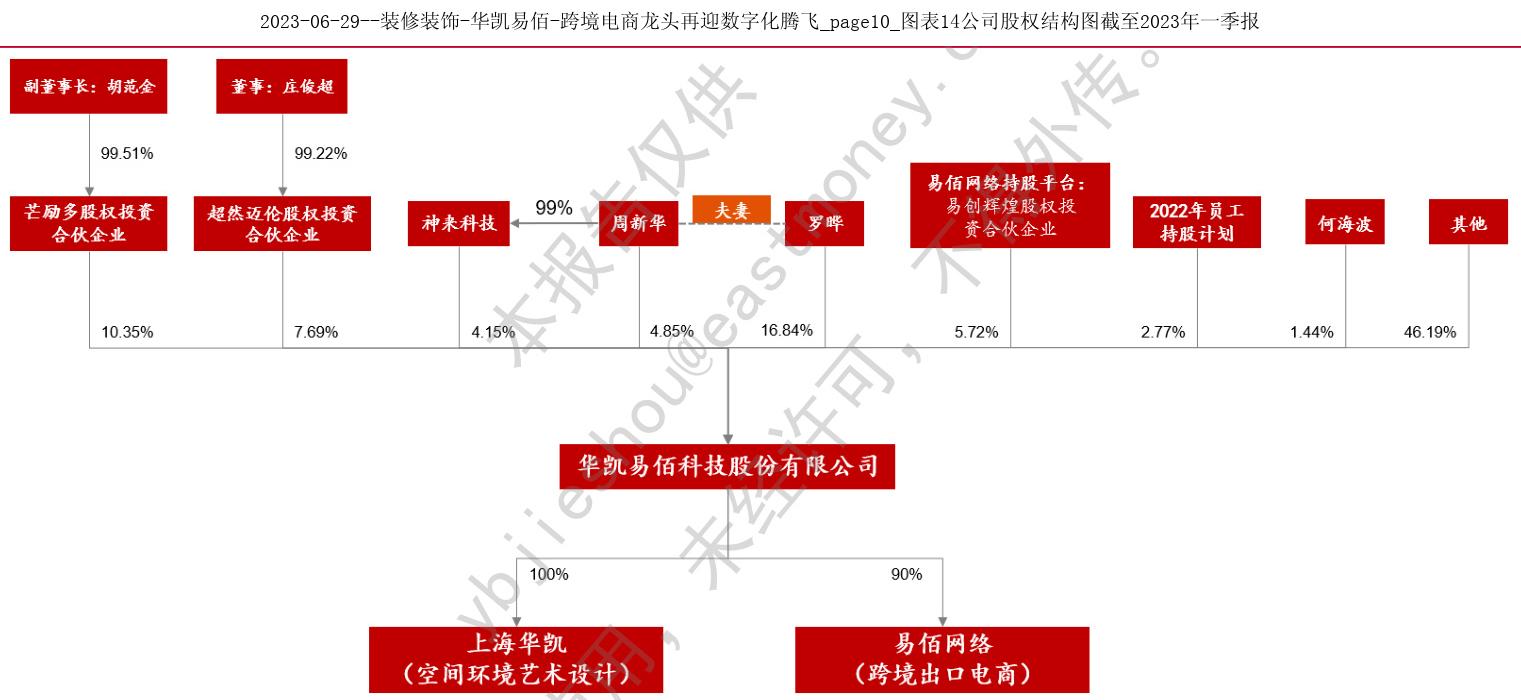 2023-06-29--装修装饰-华凯易佰-跨境电商龙头再迎数字化腾飞_page10_图表14公司股权结构图截至2023年一季报
副董事长：胡范金
董事：庄俊超
99.51%
99.22%
芒励多股权投资
合伙企业
超然迈伦股权投资
合伙企业
神来科技
99%
周新华
夫妻
罗晔
易佰网络持股平台：
易创辉煌股权投
资合伙企业
2022年员工
持股计划
何海波
其他
10.35%
7.69%
4.15%
4.85%
16.84%
5.72%
2.77%
1.44%
46.19%
华凯易佰科技股份有限公司
100%
90%
上海华凯
（空间环境艺术设计）
易佰网络
（跨境出口电商）
本报告仅供
ybjieshou@eastmoney.c
使用，未经许可，不得外传。